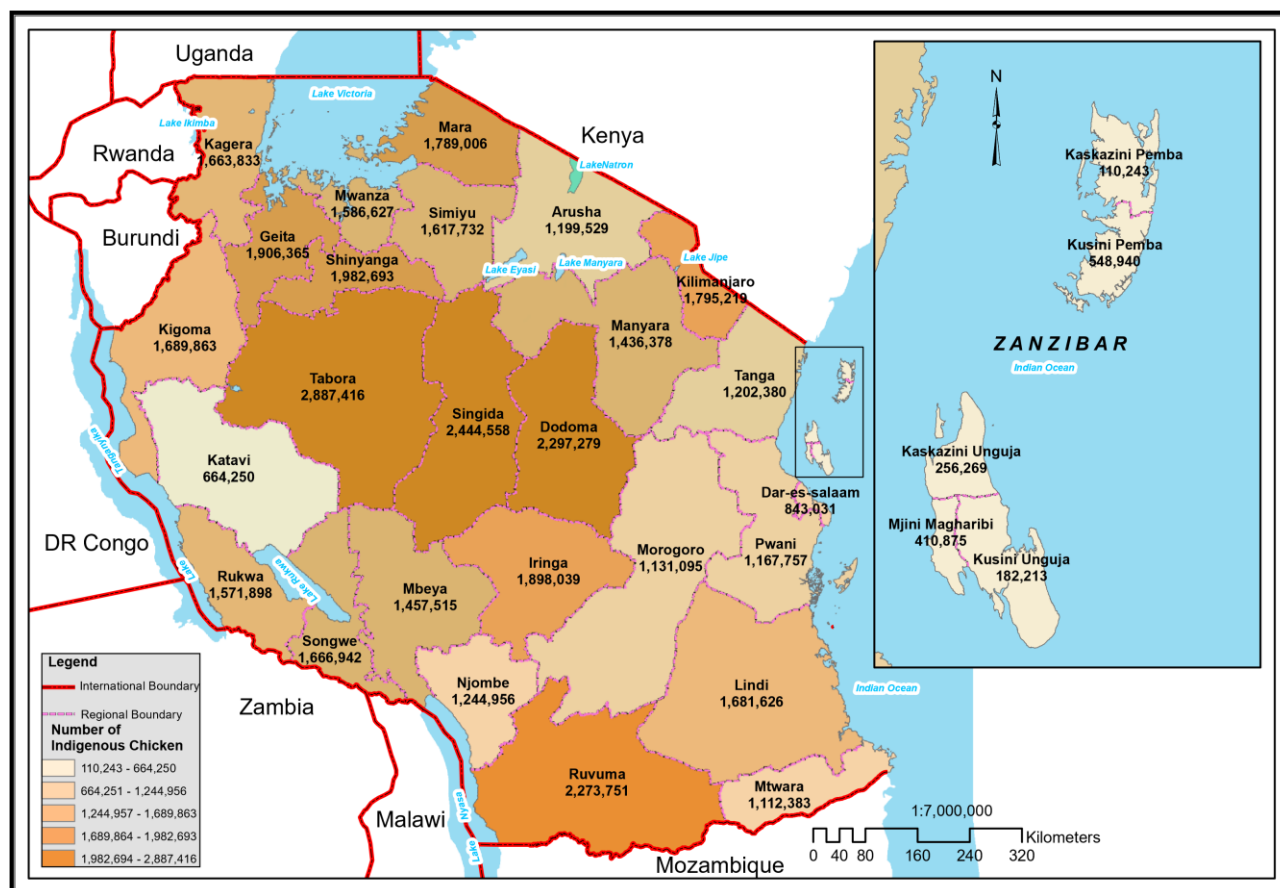 Uganda
Lake Victoria
Lake Ikimba
Kagera
1,663,833
Mara
1,789,006
Kenya
Rwanda
LakeNatron
Mwanza
1,586,627
Simiyu
1,617,732
Arusha
1,199,529
Burundi
Geita
1,906,365
Shinyanga
1,982,693
Lake Eyasi
Lake Manyara
Lake Jipe
Kilimanjaro
1,795,219
Kigoma
1,689,863
Manyara
1,436,378
Tabora
2,887,416
Singida
2,444,558
Dodoma
2,297,279
Tanga
1,202,380
Katavi
664,250
Lake Tanganyika
Dar-es-salaam
843,031
DR Congo
Morogoro
1,131,095
Pwani
1,167,757
Iringa
1,898,039
Rukwa
1,571,898
Lake Rukwa
Mbeya
1,457,515
Songwe
1,666,942
Njombe
1,244,956
Lindi
1,681,626
Indian Ocean
Zambia
Ruvuma
2,273,751
Mtwara
1,112,383
Malawi
Lake Nyasa
Mozambique
N
Kaskazini Pemba
110,243
Kusini Pemba
548,940
ZANZIBAR
Indian Ocean
Kaskazini Unguja
256,269
Mjini Magharibi
410,875
Kusini Unguja
182,213
Legend
International Boundary
Regional Boundary
Number of
Indigenous Chicken
110,243 - 664,250
664,251 - 1,244,956
1,244,957 - 1,689,863
1,689,864 - 1,982,693
1,982,694 - 2,887,416
1:7,000,000
Kilometers
0 40 80 160 240 320